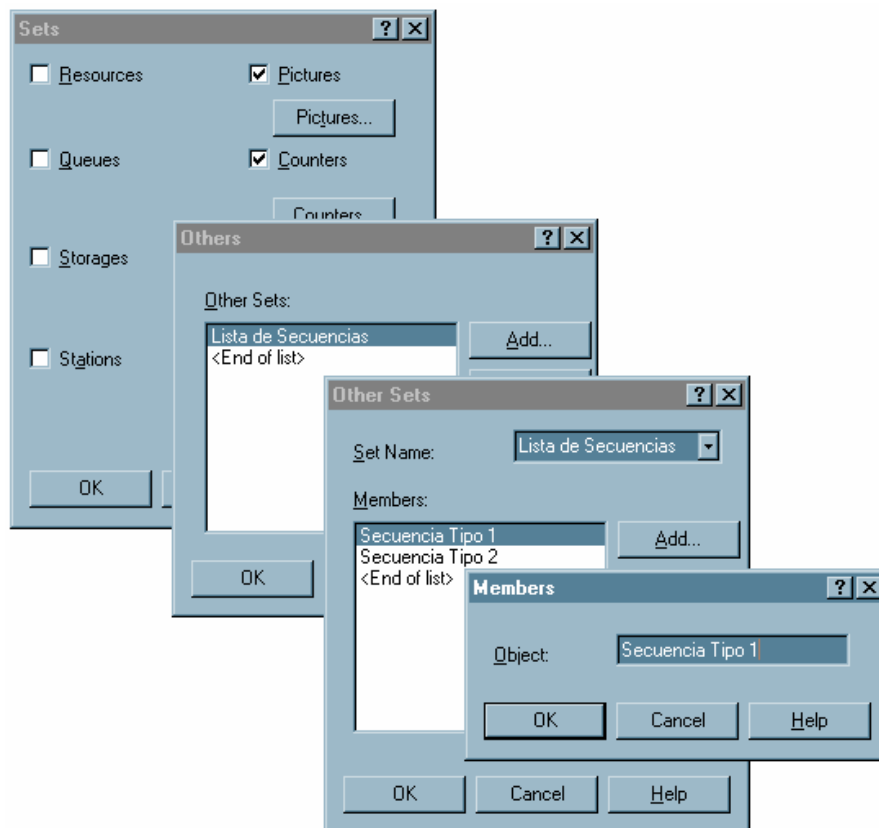 Sets
Resources
Pictures
Pictures...
Queues
Counters
Counters
Storages
Stations
OK
Others
Other Sets:
Lista de Secuencias
<End of list>
Add...
OK
Other Sets
Set Name:
Lista de Secuencias
Members:
Secuencia Tipo 1
Secuencia Tipo 2
<End of list>
Add...
OK
Cancel
Help
Members
Object:
Secuencia Tipo 1
OK
Cancel
Help